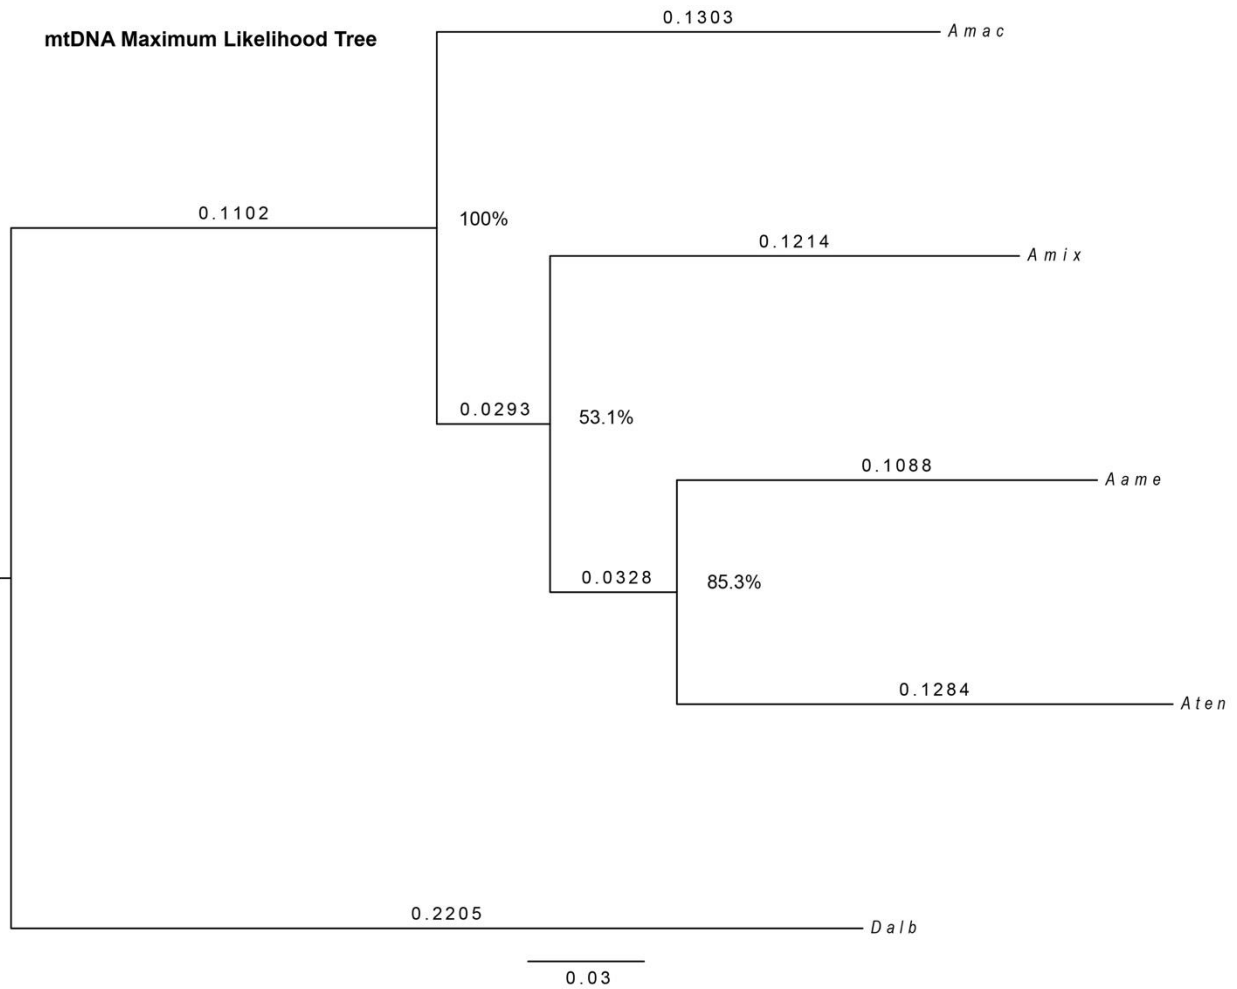 0.1303
Amac
mtDNA Maximum Likelihood Tree
0.1102
100%
0.1214
Amix
0.0293
53.1%
0.1088
Aame
0.0328
85.3%
0.1284
Aten
0.2205
Dalb
0.03